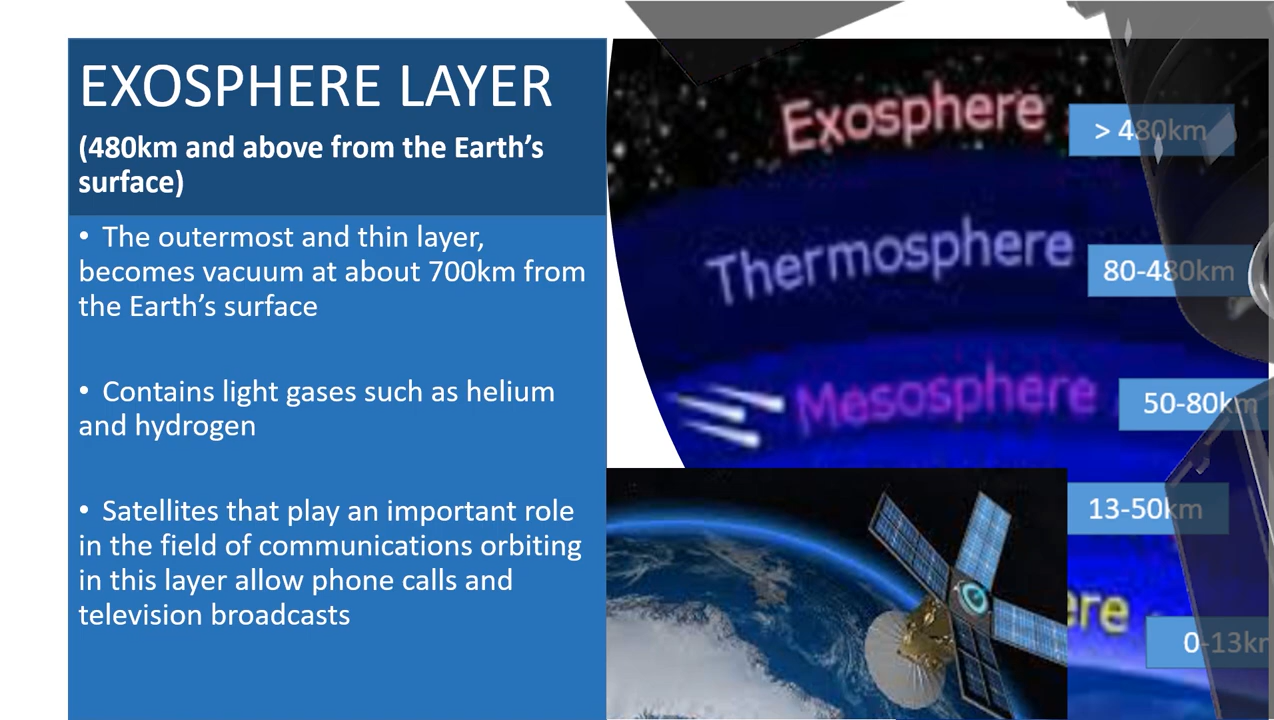 EXOSPHERE LAYER
(480km and above from the Earth's
surface)
• The outermost and thin layer,
becomes vacuum at about 700km from
the Earth's surface
• Contains light gases such as helium
and hydrogen
• Satellites that play an important role
in the field of communications orbiting
in this layer allow phone calls and
television broadcasts
Exosphere
> 480km
Thermosphere
80-480km
Mesosphere
50-80km
13-50km
ere
0-13km